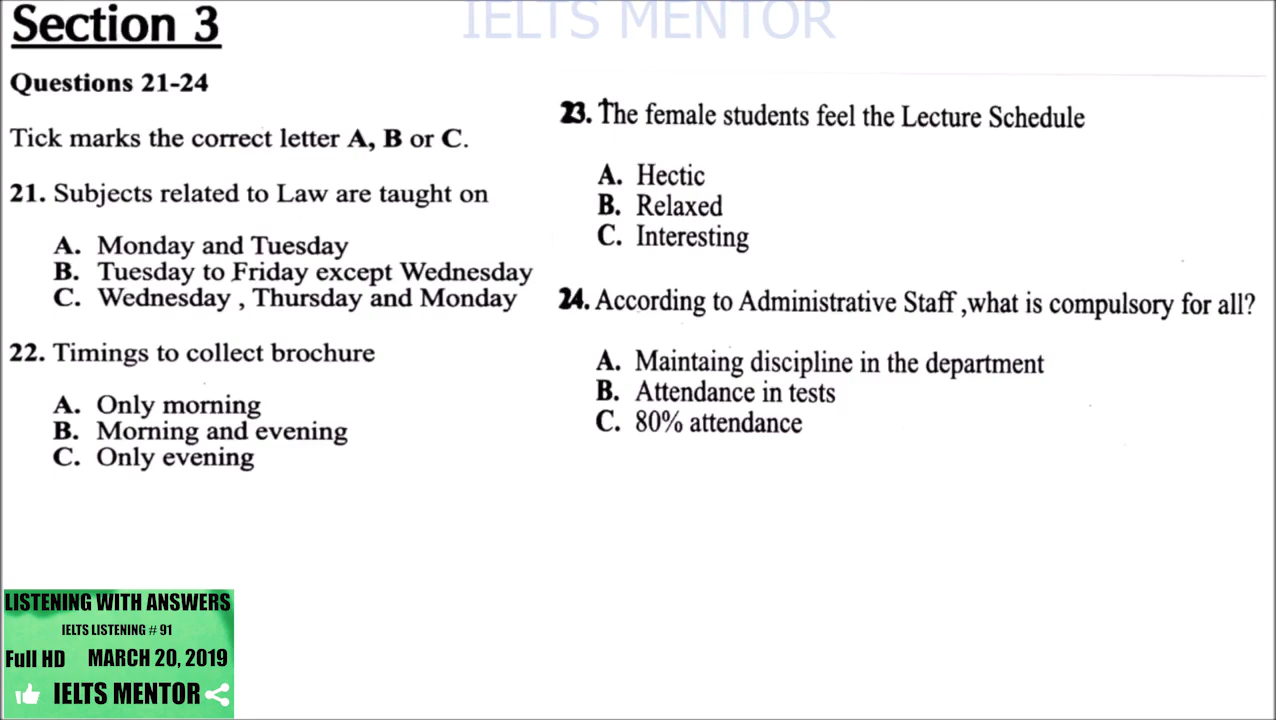 Section 3
IELTS MENTOR
Questions 21-24
Tick marks the correct letter A, B or C.
21. Subjects related to Law are taught on
A. Monday and Tuesday
B. Tuesday to Friday except Wednesday
C. Wednesday , Thursday and Monday
22. Timings to collect brochure
A. Only morning
B. Morning and evening
C. Only evening
23. The female students feel the Lecture Schedule
A. Hectic
B. Relaxed
C. Interesting
24. According to Administrative Staff ,what is compulsory for all?
A. Maintaing discipline in the department
B. Attendance in tests
C. 80% attendance
LISTENING WITH ANSWERS
IELTS LISTENING # 91
Full HD MARCH 20, 2019
IELTS MENTOR